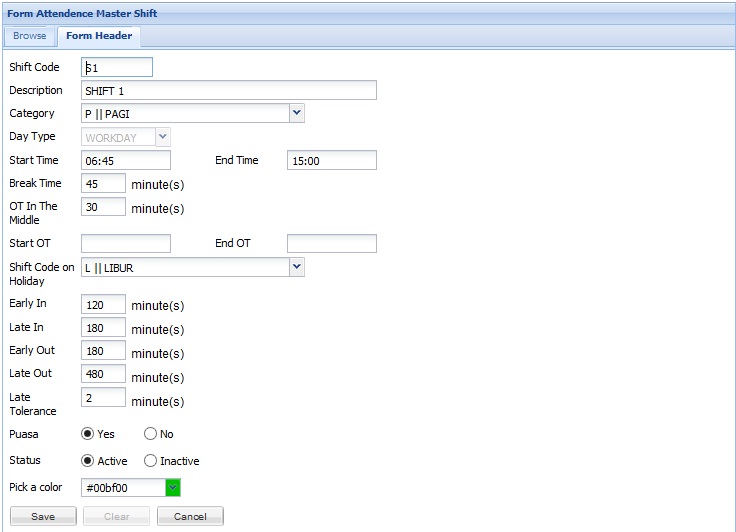 Form Attendence Master Shift
Browse Form Header
Shift Code S1
Description SHIFT 1
Category P || PAGI
Day Type WORKDAY
Start Time 06:45 End Time 15:00
Break Time 45 minute(s)
OT In The Middle 30 minute(s)
Start OT End OT
Shift Code on Holiday L || LIBUR
Early In 120 minute(s)
Late In 180 minute(s)
Early Out 180 minute(s)
Late Out 480 minute(s)
Late Tolerance 2 minute(s)
Puasa Yes No
Status Active Inactive
Pick a color #00bf00
Save Clear Cancel